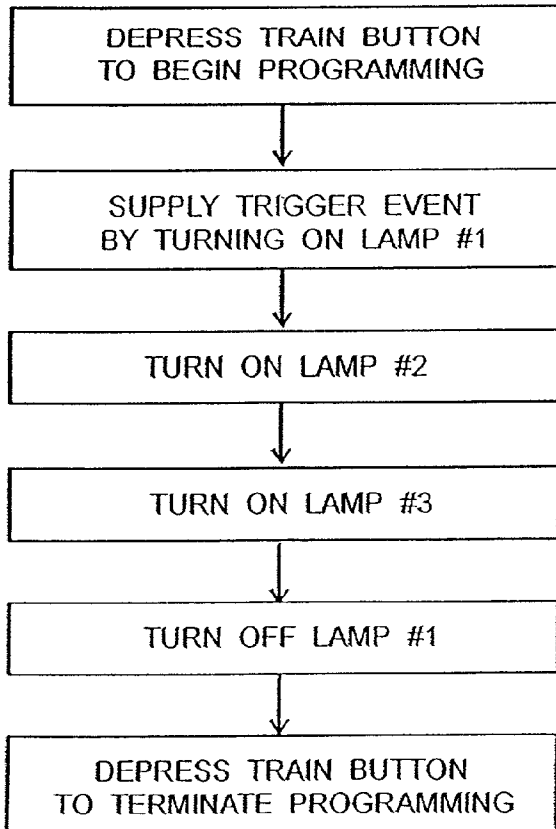 DEPRESS TRAIN BUTTON
TO BEGIN PROGRAMMING
SUPPLY TRIGGER EVENT
BY TURNING ON LAMP #1
TURN ON LAMP #2
TURN ON LAMP #3
TURN OFF LAMP #1
DEPRESS TRAIN BUTTON
TO TERMINATE PROGRAMMING